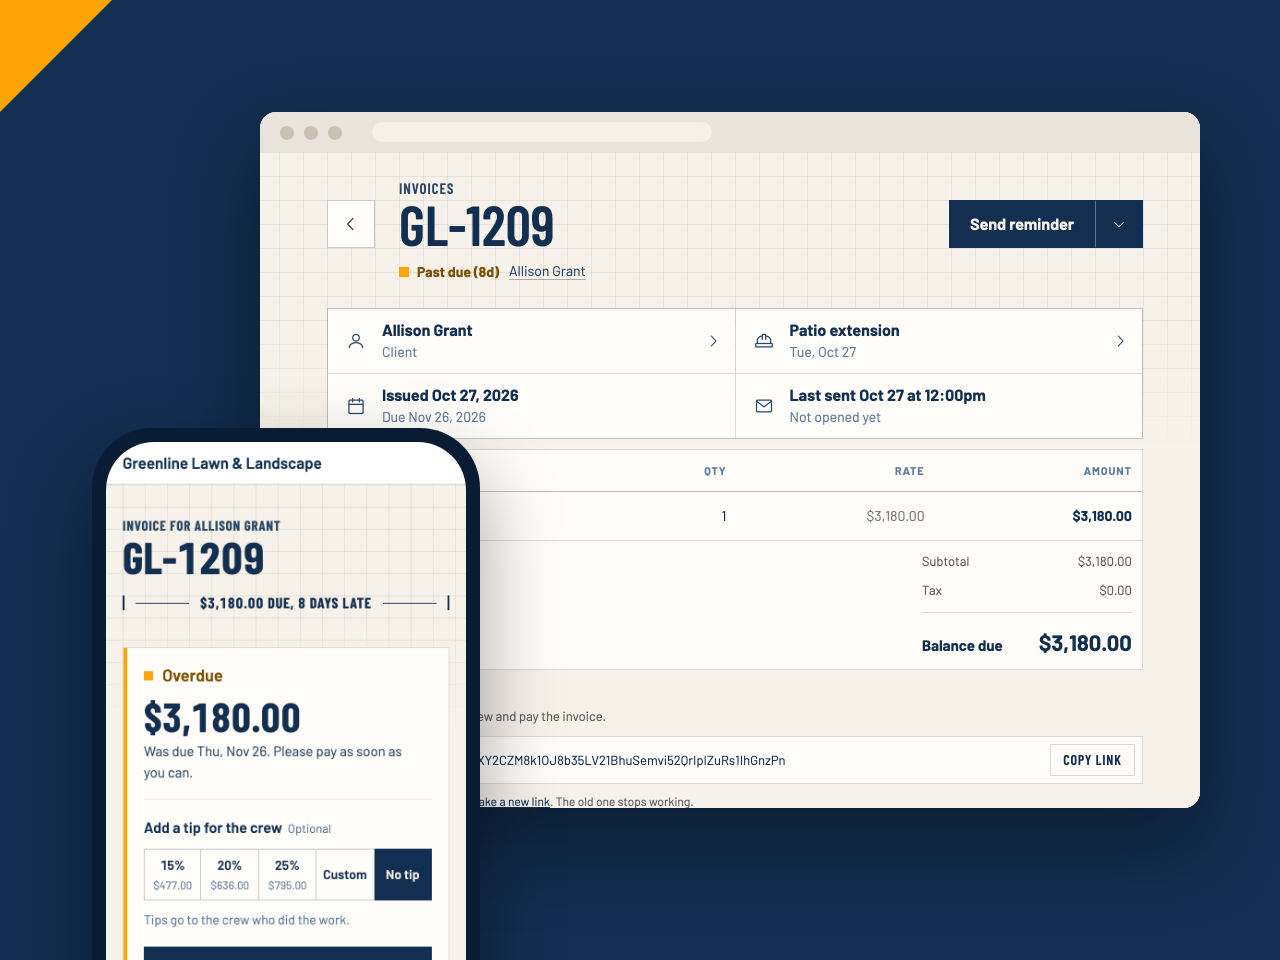 INVOICES
GL-1209
Past due (8d) Allison Grant
Send reminder
Allison Grant
Client
Patio extension
Tue, Oct 27
Issued Oct 27, 2026
Due Nov 26, 2026
Last sent Oct 27 at 12:00pm
Not opened yet
QTY RATE AMOUNT
1 $3,180.00 $3,180.00
Subtotal $3,180.00
Tax $0.00
Balance due $3,180.00
and pay the invoice.
COPY LINK
a new link. The old one stops working.
Greenline Lawn & Landscape
INVOICE FOR ALLISON GRANT
GL-1209
$3,180.00 DUE, 8 DAYS LATE
Overdue
$3,180.00
Was due Thu, Nov 26. Please pay as soon as
you can.
Add a tip for the crew Optional
15% 20% 25% Custom No tip
$477.00 $636.00 $795.00
Tips go to the crew who did the work.